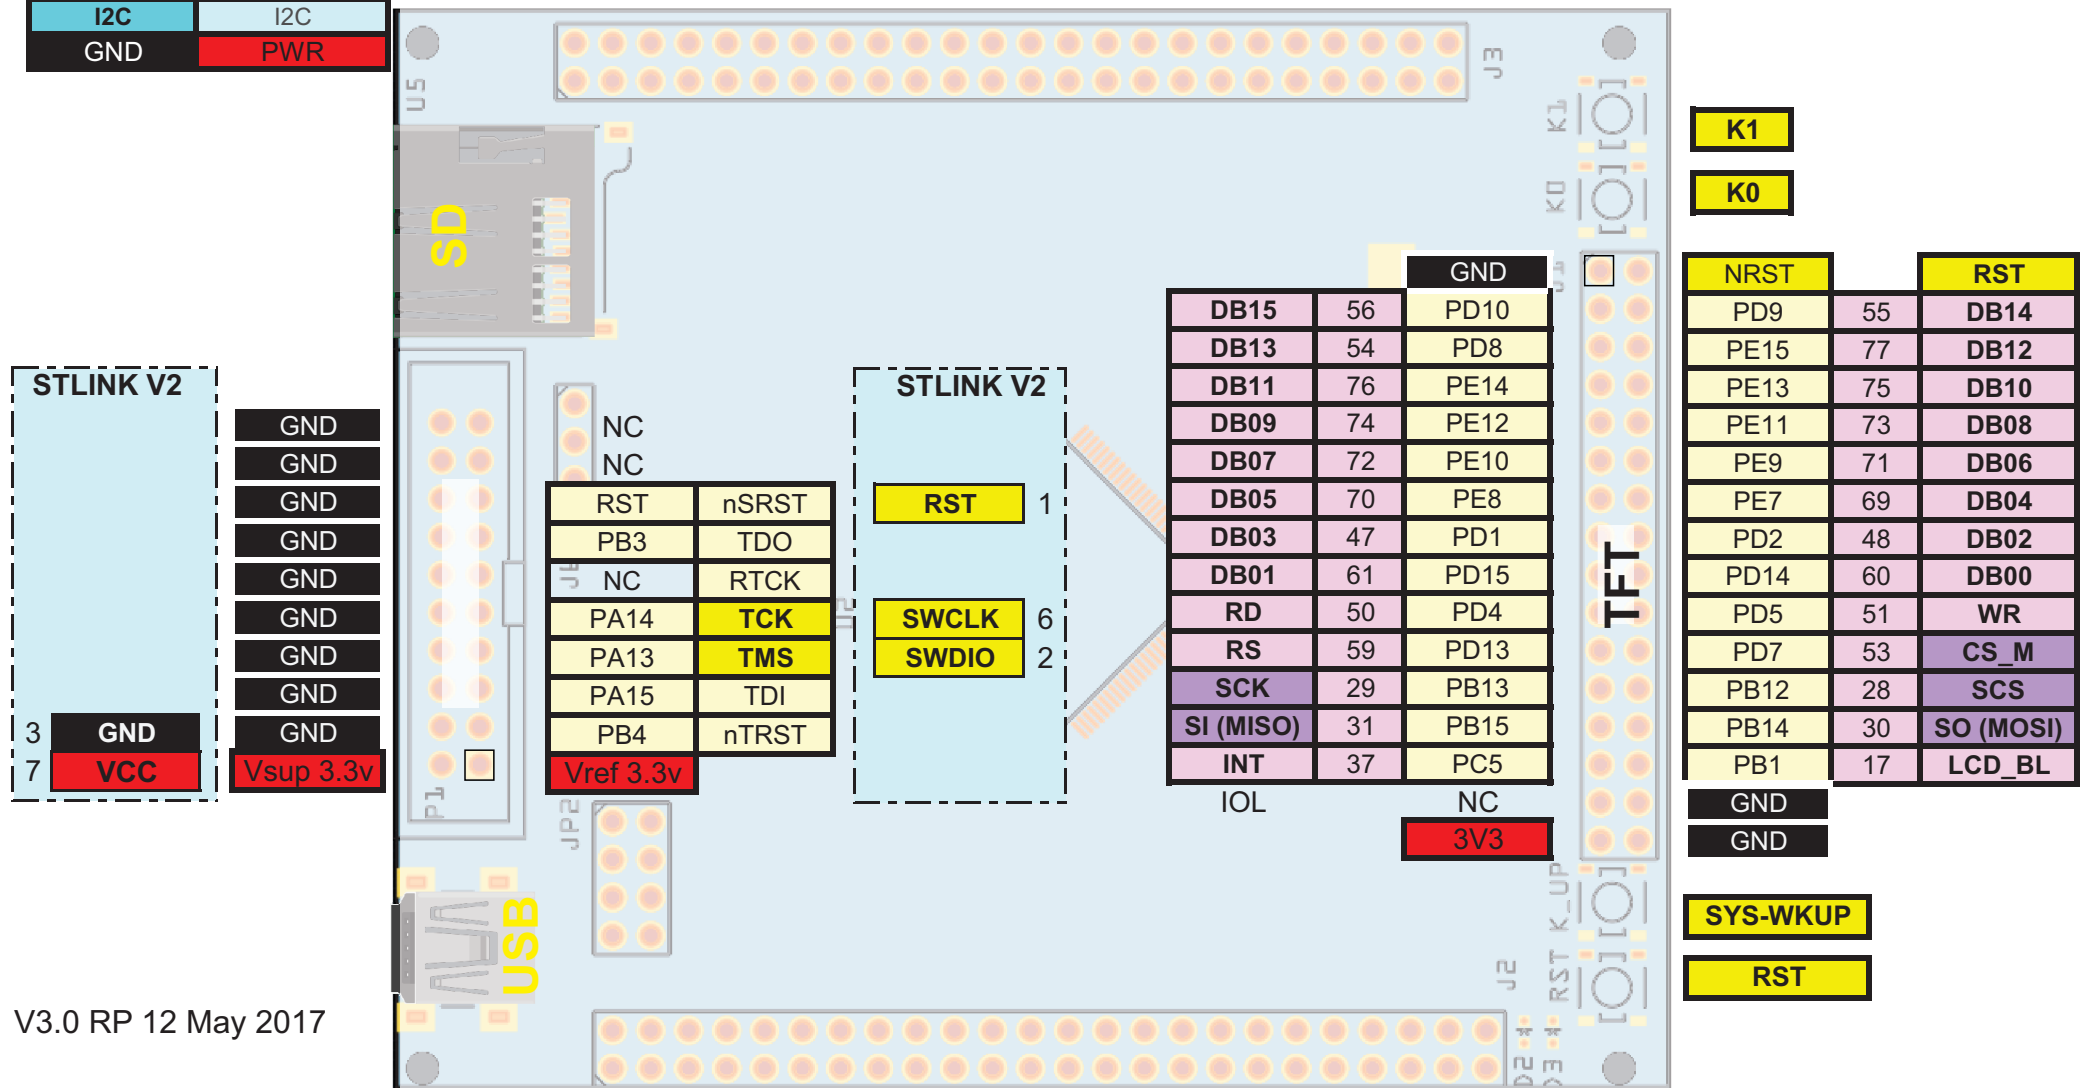 I2C I2C
GND PWR
U5
J3
K1
K1
K0
K0
SD
J1
GND
NRST RST
DB15 56 PD10
PD9 55 DB14
DB13 54 PD8
PE15 77 DB12
DB11 76 PE14
PE13 75 DB10
DB09 74 PE12
PE11 73 DB08
DB07 72 PE10
PE9 71 DB06
DB05 70 PE8
PE7 69 DB04
DB03 47 PD1
PD2 48 DB02
DB01 61 PD15
PD14 60 DB00
RD 50 PD4
PD5 51 WR
RS 59 PD13
PD7 53 CS_M
SCK 29 PB13
PB12 28 SCS
SI (MISO) 31 PB15
PB14 30 SO (MOSI)
INT 37 PC5
PB1 17 LCD_BL
IOL NC
GND
3V3
GND
TFT
STLINK V2
GND
GND
GND
GND
GND
GND
GND
GND
3 GND GND
7 VCC Vsup 3.3v
P1
NC
NC
RST nSRST
PB3 TDO
NC RTCK
PA14 TCK
PA13 TMS
PA15 TDI
PB4 nTRST
Vref 3.3v
STLINK V2
RST 1
SWCLK 6
SWDIO 2
JP2
USB
K_UP
SYS-WKUP
RST
RST
J2
D2
D3
V3.0 RP 12 May 2017